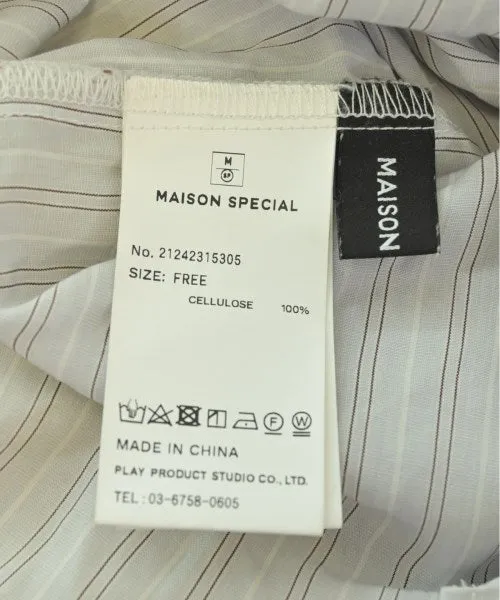 M
SP
MAISON SPECIAL
No. 21242315305
SIZE: FREE
CELLULOSE 100%
F W
MADE IN CHINA
PLAY PRODUCT STUDIO CO., LTD.
TEL : 03-6758-0605
MAISON